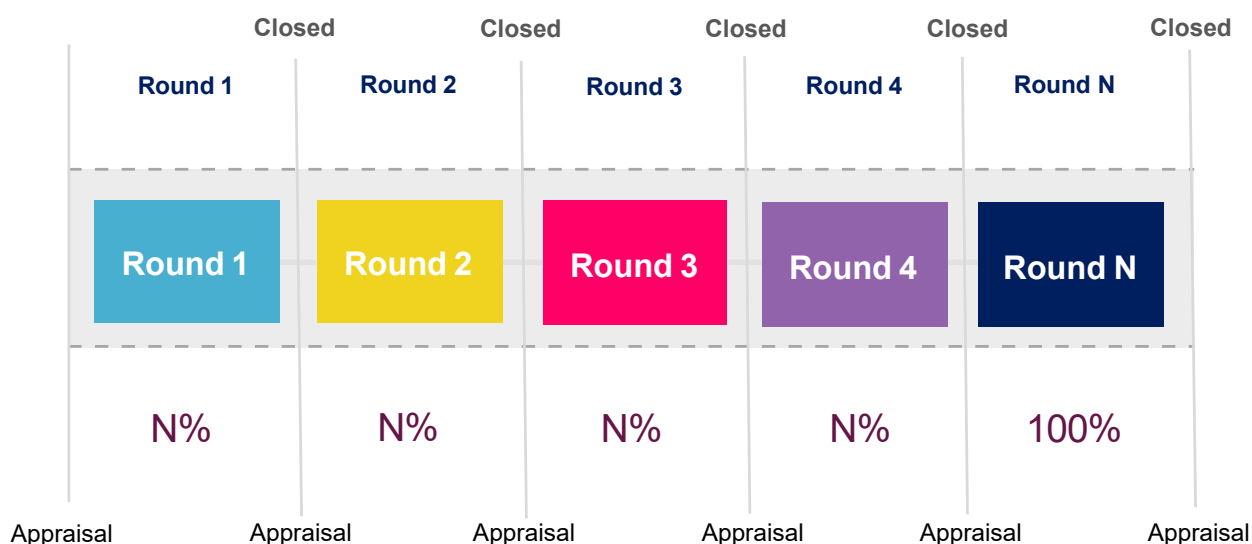 Closed Closed Closed Closed Closed
Round 1 Round 2 Round 3 Round 4 Round N
Round 1 Round 2 Round 3 Round 4 Round N
N% N% N% N% 100%
Appraisal Appraisal Appraisal Appraisal Appraisal Appraisal